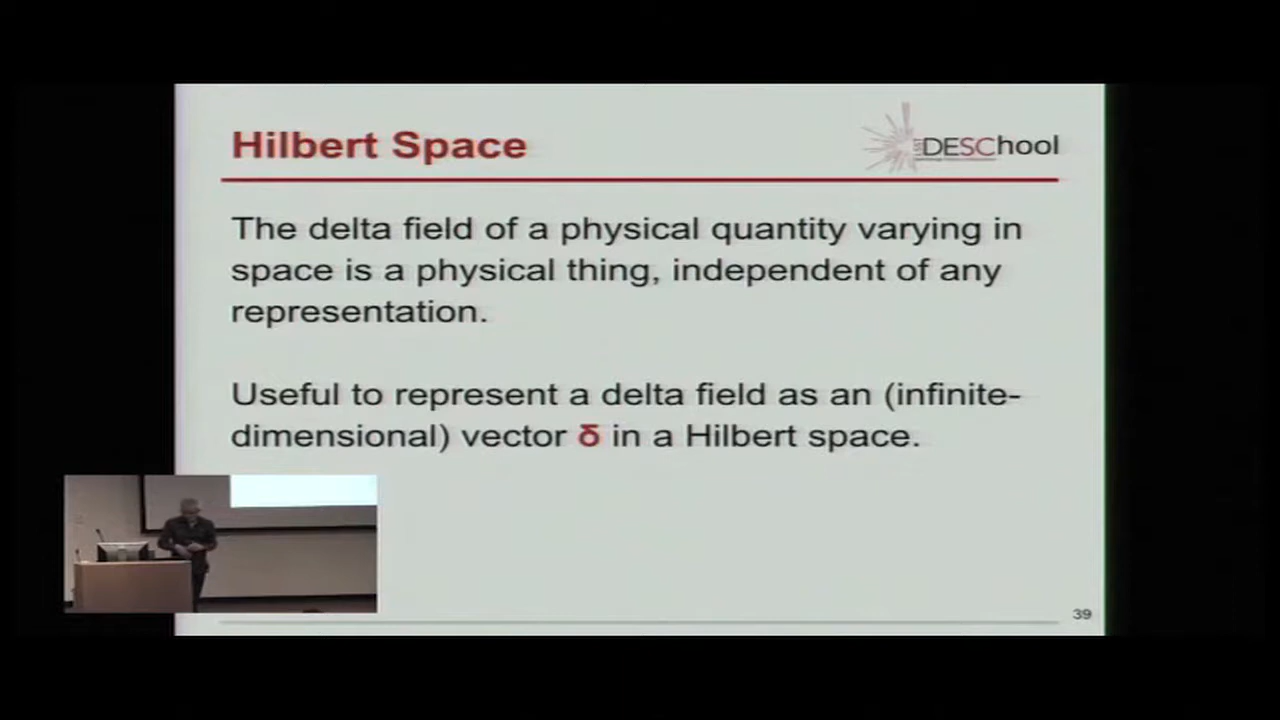 Hilbert Space
DESChool
The delta field of a physical quantity varying in
space is a physical thing, independent of any
representation.
Useful to represent a delta field as an (infinite-
dimensional) vector δ in a Hilbert space.
39